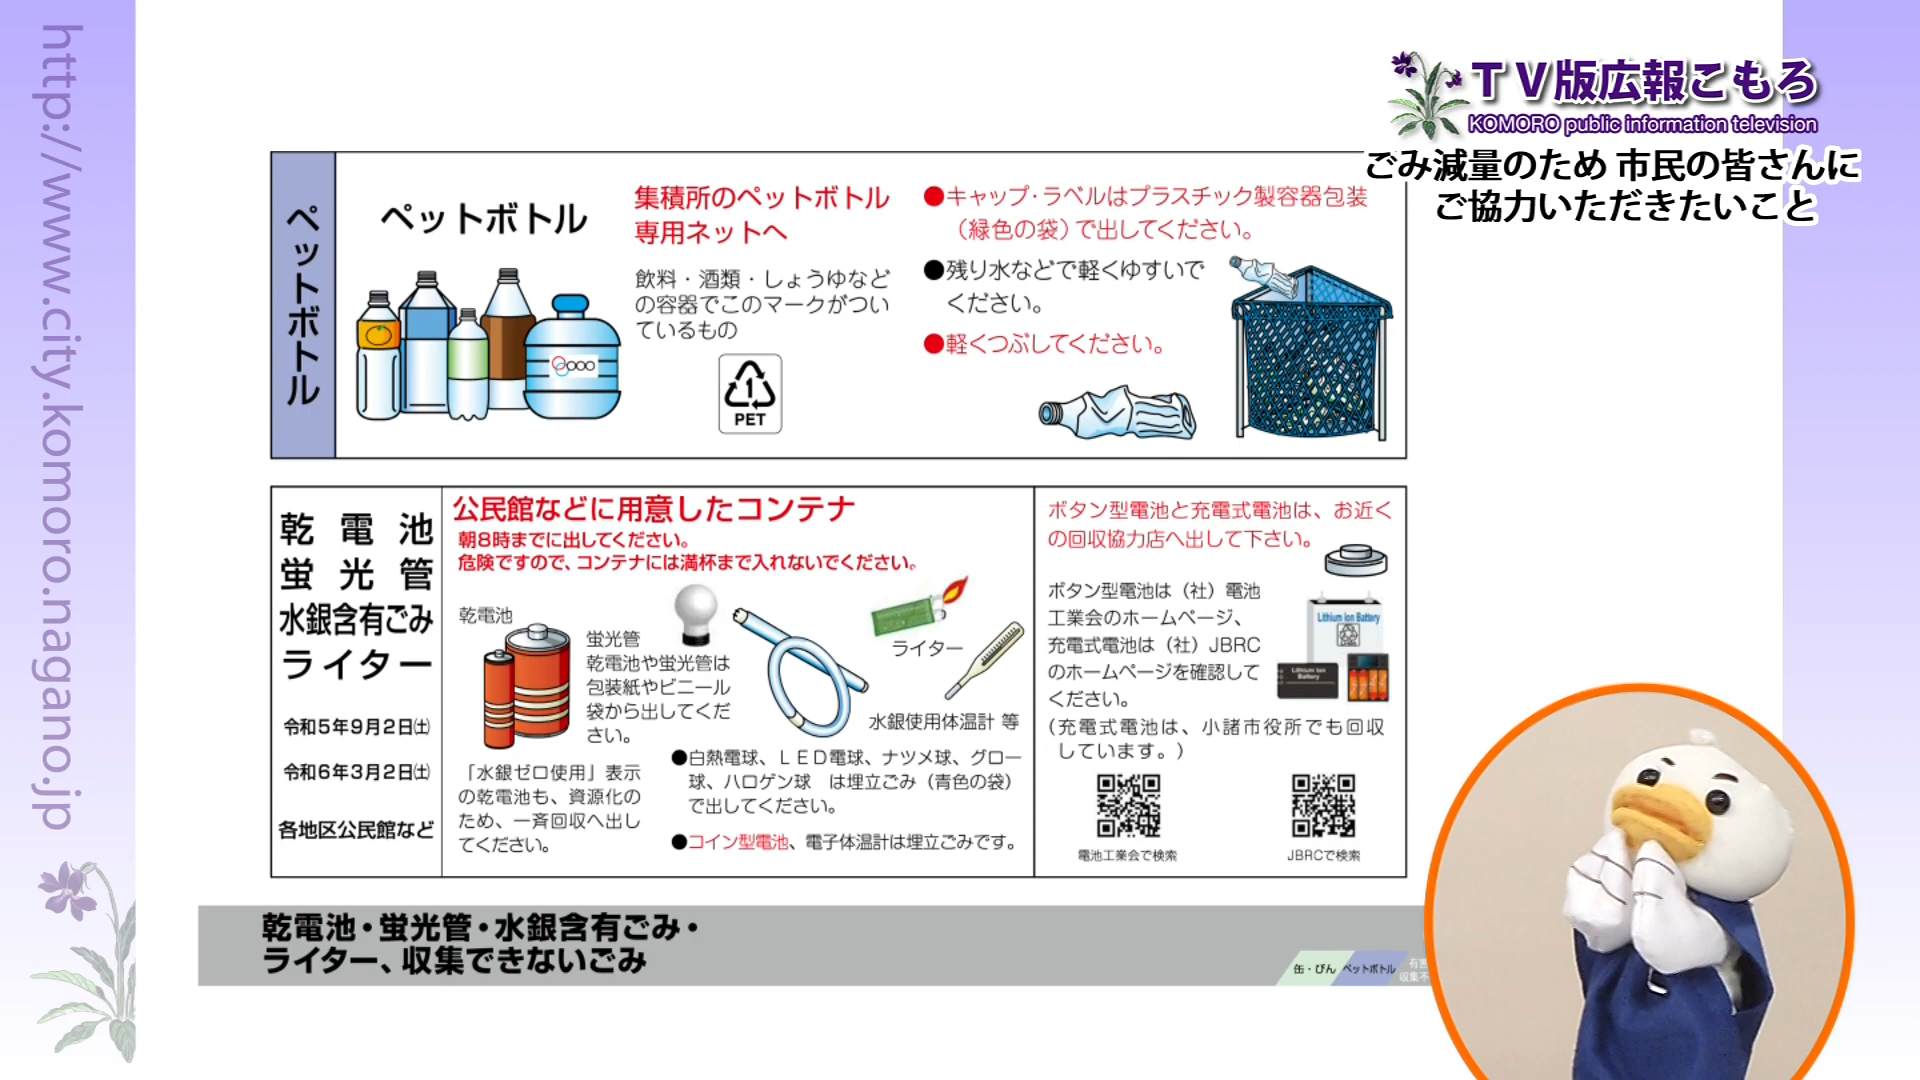 http://www.city.komoro.nagano.jp
ＴＶ版広報こもろ
KOMORO public information television
ごみ減量のため 市民の皆さんに
ご協力いただきたいこと
ペットボトル
ペットボトル
集積所のペットボトル
専用ネットへ
飲料・酒類・しょうゆなど
の容器でこのマークがつい
ているもの
1
PET
●キャップ・ラベルはプラスチック製容器包装
（緑色の袋）で出してください。
●残り水などで軽くゆすいで
ください。
●軽くつぶしてください。
乾電池
蛍光管
水銀含有ごみ
ライター
令和5年9月2日㈯
令和6年3月2日㈯
各地区公民館など
公民館などに用意したコンテナ
朝8時までに出してください。
危険ですので、コンテナには満杯まで入れないでください。
乾電池
蛍光管
乾電池や蛍光管は
包装紙やビニール
袋から出してくだ
さい。
ライター
水銀使用体温計 等
「水銀ゼロ使用」表示
の乾電池も、資源化の
ため、一斉回収へ出し
てください。
●白熱電球、ＬＥＤ電球、ナツメ球、グロー
球、ハロゲン球　は埋立ごみ（青色の袋）
で出してください。
●コイン型電池、電子体温計は埋立ごみです。
ボタン型電池と充電式電池は、お近く
の回収協力店へ出して下さい。
ボタン型電池は（社）電池
工業会のホームページ、
充電式電池は（社）JBRC
のホームページを確認して
ください。
（充電式電池は、小諸市役所でも回収
しています。）
Lithium Ion Battery
Lithium Ion
Battery
電池工業会で検索
JBRCで検索
乾電池・蛍光管・水銀含有ごみ・
ライター、収集できないごみ
缶・びん
ペットボトル
有害
収集不